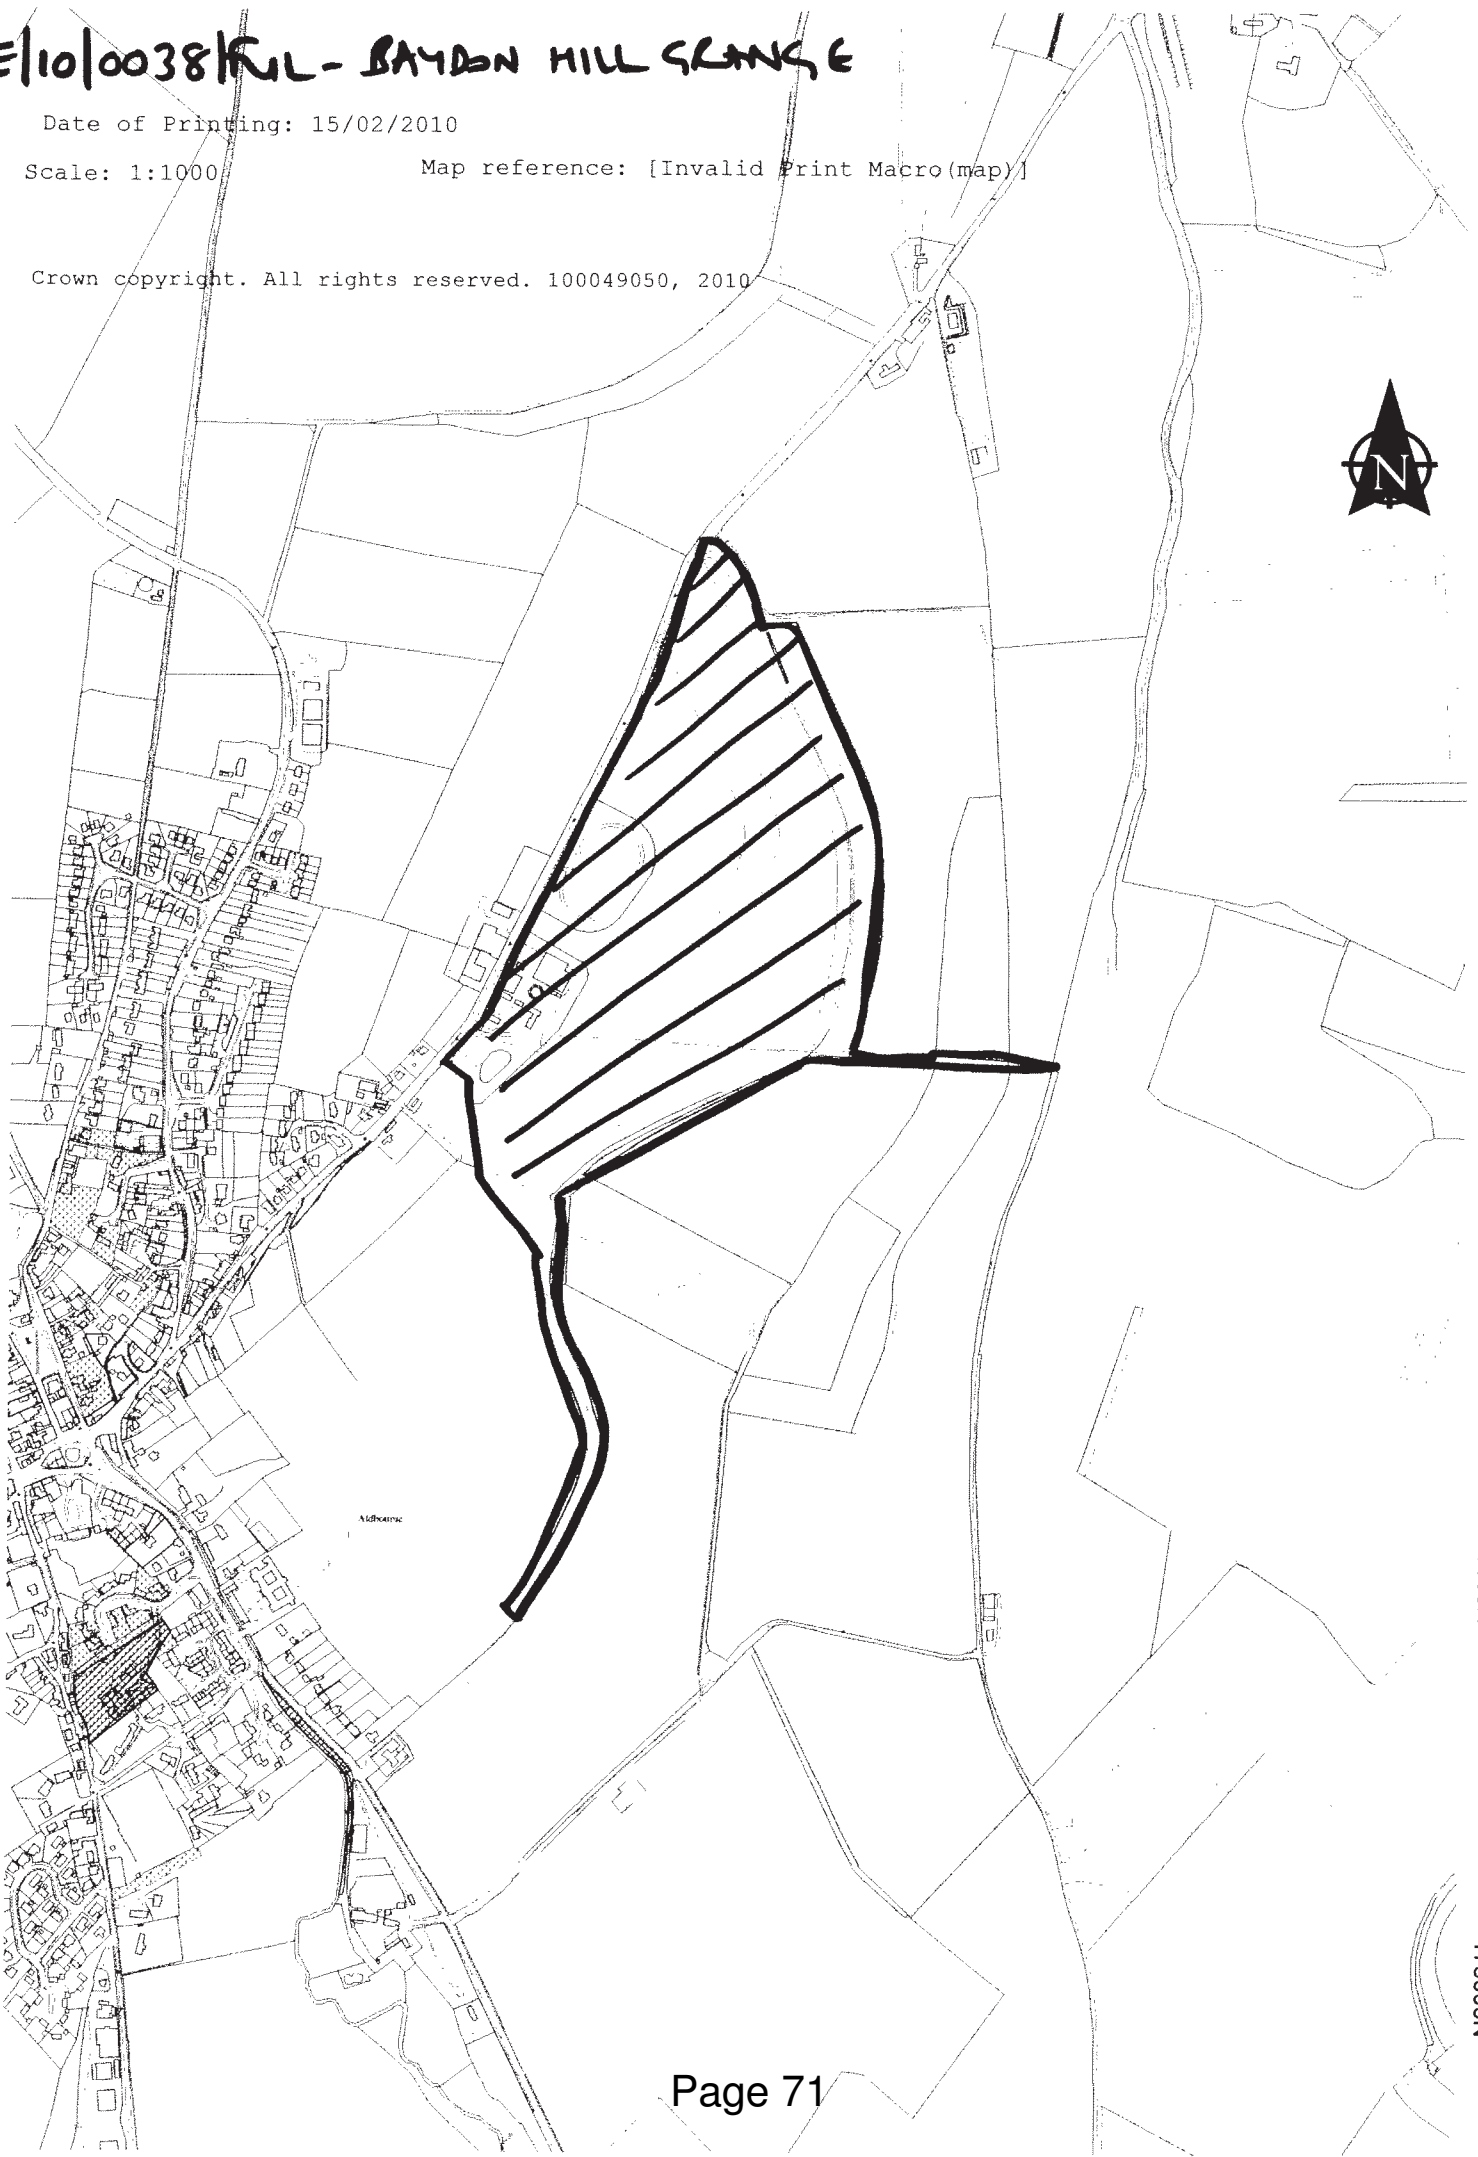 E/10/0038/FUL - BAYDON HILL GRANGE
Date of Printing: 15/02/2010
Scale: 1:1000
Map reference: [Invalid Print Macro(map)]
Crown copyright. All rights reserved. 100049050, 2010
N
Aldbourne
Page 71